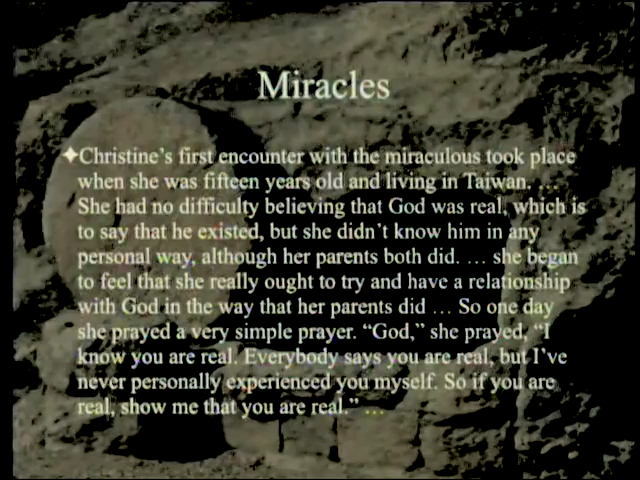 Miracles
✦Christine's first encounter with the miraculous took place
when she was fifteen years old and living in Taiwan. …
She had no difficulty believing that God was real, which is
to say that he existed, but she didn't know him in any
personal way, although her parents both did. … she began
to feel that she really ought to try and have a relationship
with God in the way that her parents did … So one day
she prayed a very simple prayer. “God,” she prayed, “I
know you are real. Everybody says you are real, but I've
never personally experienced you myself. So if you are
real, show me that you are real.” …